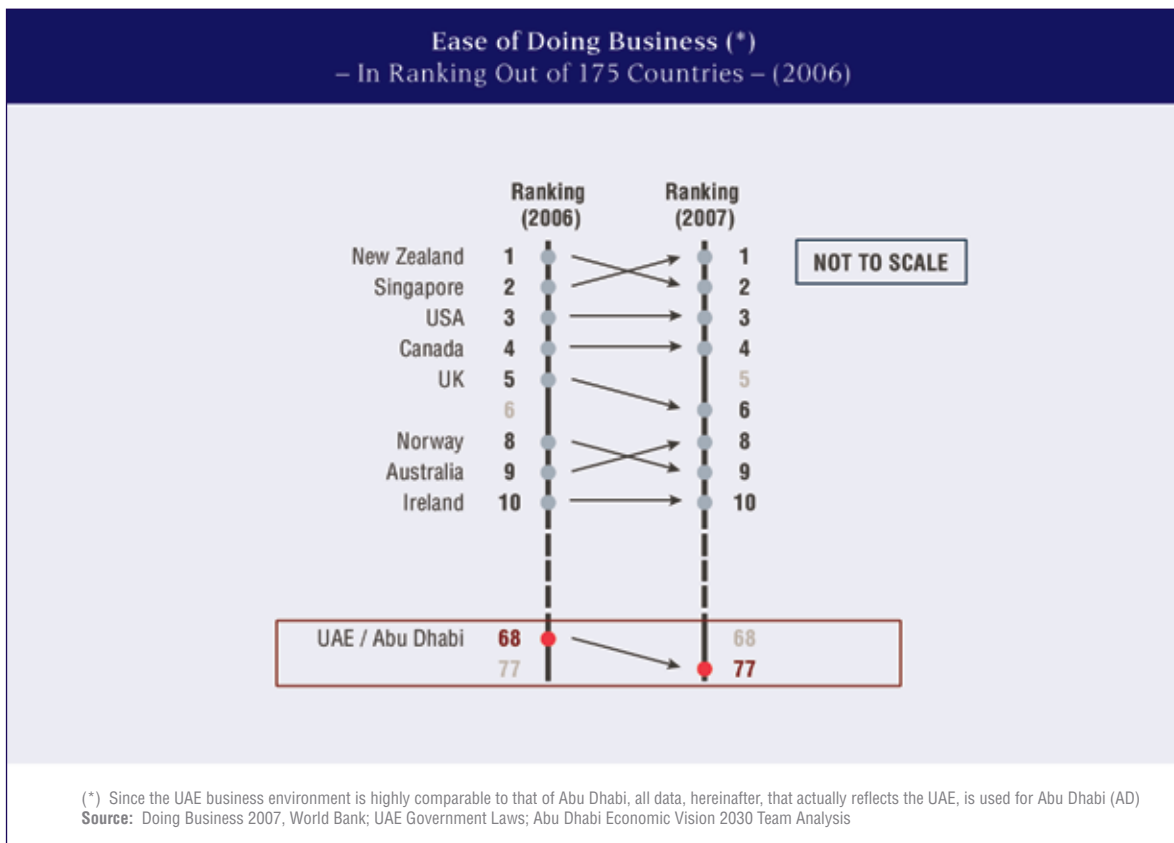 Ease of Doing Business (*)
– In Ranking Out of 175 Countries – (2006)
Ranking (2006) Ranking (2007)
New Zealand 1 1
NOT TO SCALE
Singapore 2 2
USA 3 3
Canada 4 4
UK 5 5
6 6
Norway 8 8
Australia 9 9
Ireland 10 10
UAE / Abu Dhabi 68 68
77 77
(*) Since the UAE business environment is highly comparable to that of Abu Dhabi, all data, hereinafter, that actually reflects the UAE, is used for Abu Dhabi (AD)
Source: Doing Business 2007, World Bank; UAE Government Laws; Abu Dhabi Economic Vision 2030 Team Analysis